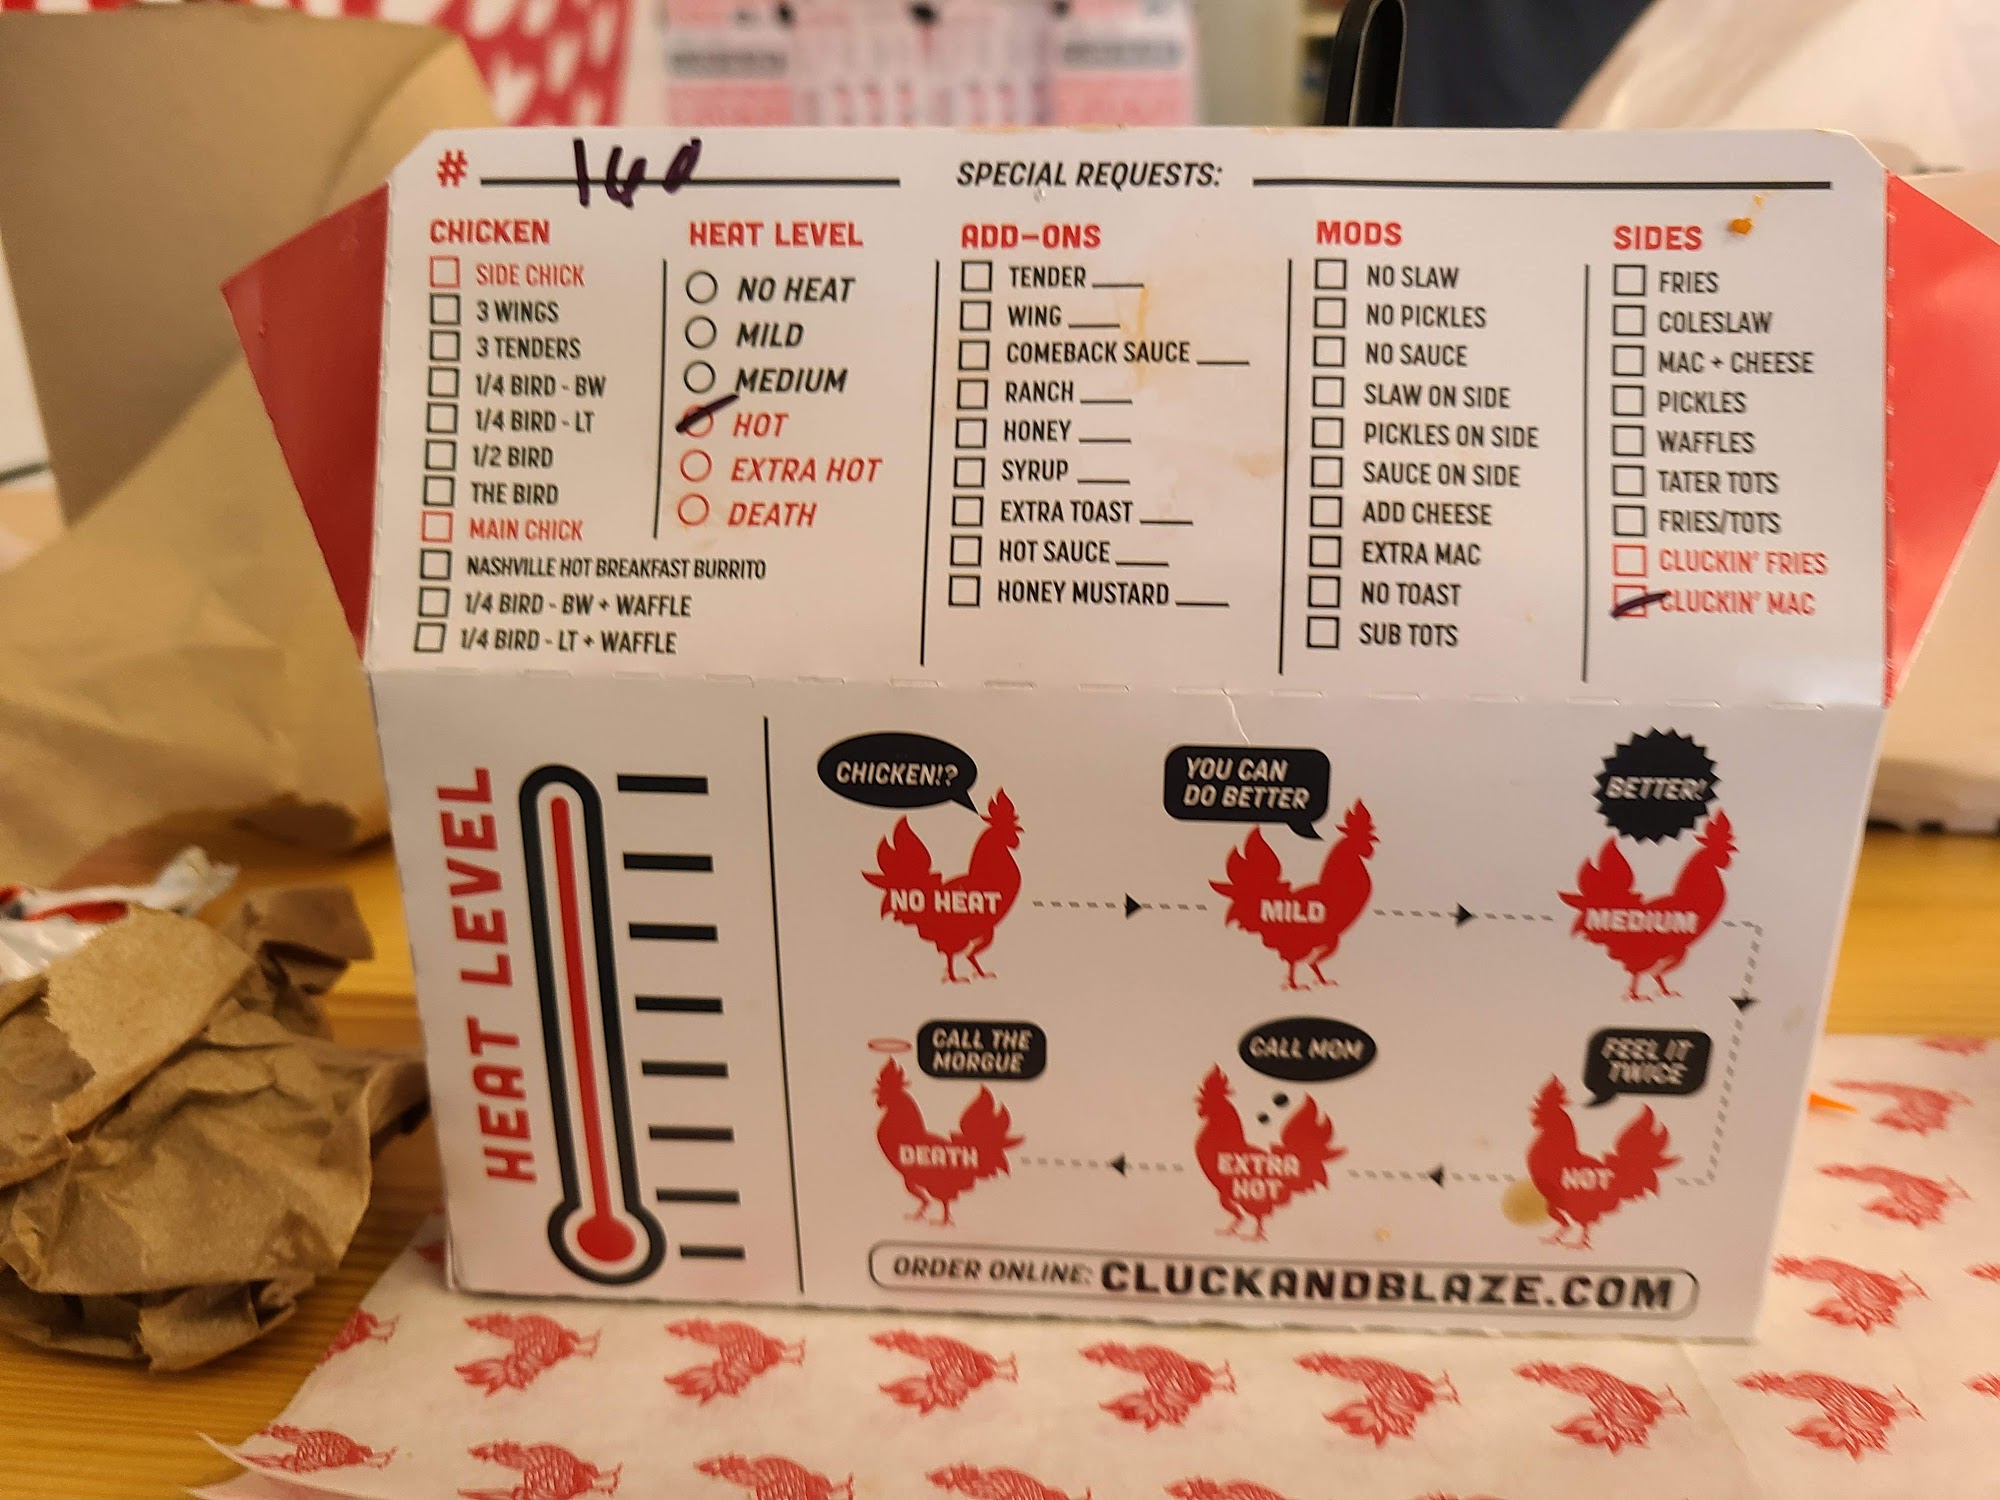 # 160
SPECIAL REQUESTS:
CHICKEN
SIDE CHICK
3 WINGS
3 TENDERS
1/4 BIRD - BW
1/4 BIRD - LT
1/2 BIRD
THE BIRD
MAIN CHICK
NASHVILLE HOT BREAKFAST BURRITO
1/4 BIRD - BW + WAFFLE
1/4 BIRD - LT + WAFFLE
HEAT LEVEL
NO HEAT
MILD
MEDIUM
HOT
EXTRA HOT
DEATH
ADD-ONS
TENDER
WING
COMEBACK SAUCE
RANCH
HONEY
SYRUP
EXTRA TOAST
HOT SAUCE
HONEY MUSTARD
MODS
NO SLAW
NO PICKLES
NO SAUCE
SLAW ON SIDE
PICKLES ON SIDE
SAUCE ON SIDE
ADD CHEESE
EXTRA MAC
NO TOAST
SUB TOTS
SIDES
FRIES
COLESLAW
MAC + CHEESE
PICKLES
WAFFLES
TATER TOTS
FRIES/TOTS
CLUCKIN' FRIES
CLUCKIN' MAC
HEAT LEVEL
CHICKEN!?
NO HEAT
YOU CAN
DO BETTER
MILD
BETTER!
MEDIUM
CALL THE
MORGUE
DEATH
CALL MOM
EXTRA
HOT
FEEL IT
TWICE
HOT
ORDER ONLINE: CLUCKANDBLAZE.COM